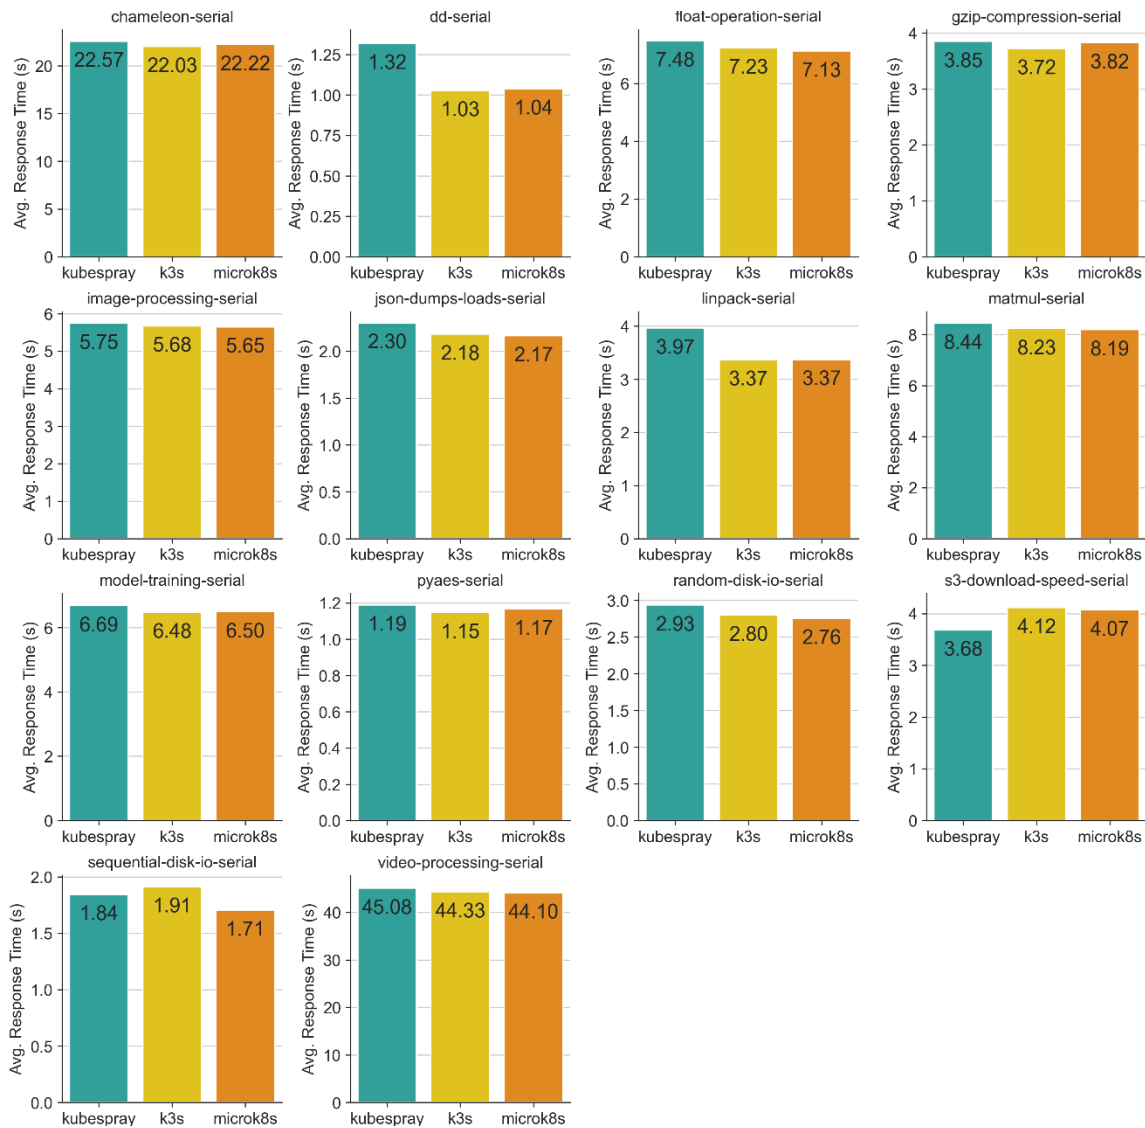 chameleon-serial
Avg. Response Time (s)
20
15
10
5
0
22.57
22.03
22.22
kubespray k3s microk8s
dd-serial
Avg. Response Time (s)
1.25
1.00
0.75
0.50
0.25
0.00
1.32
1.03
1.04
kubespray k3s microk8s
float-operation-serial
Avg. Response Time (s)
6
4
2
0
7.48
7.23
7.13
kubespray k3s microk8s
gzip-compression-serial
Avg. Response Time (s)
4
3
2
1
0
3.85
3.72
3.82
kubespray k3s microk8s
image-processing-serial
Avg. Response Time (s)
6
5
4
3
2
1
0
5.75
5.68
5.65
kubespray k3s microk8s
json-dumps-loads-serial
Avg. Response Time (s)
2.0
1.5
1.0
0.5
0.0
2.30
2.18
2.17
kubespray k3s microk8s
linpack-serial
Avg. Response Time (s)
4
3
2
1
0
3.97
3.37
3.37
kubespray k3s microk8s
matmul-serial
Avg. Response Time (s)
8
6
4
2
0
8.44
8.23
8.19
kubespray k3s microk8s
model-training-serial
Avg. Response Time (s)
6
4
2
0
6.69
6.48
6.50
kubespray k3s microk8s
pyaes-serial
Avg. Response Time (s)
1.2
1.0
0.8
0.6
0.4
0.2
0.0
1.19
1.15
1.17
kubespray k3s microk8s
random-disk-io-serial
Avg. Response Time (s)
3.0
2.5
2.0
1.5
1.0
0.5
0.0
2.93
2.80
2.76
kubespray k3s microk8s
s3-download-speed-serial
Avg. Response Time (s)
4
3
2
1
0
3.68
4.12
4.07
kubespray k3s microk8s
sequential-disk-io-serial
Avg. Response Time (s)
2.0
1.5
1.0
0.5
0.0
1.84
1.91
1.71
kubespray k3s microk8s
video-processing-serial
Avg. Response Time (s)
40
30
20
10
0
45.08
44.33
44.10
kubespray k3s microk8s